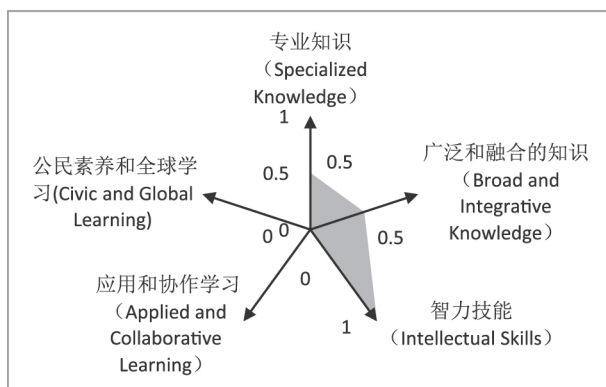 专业知识
（Specialized
Knowledge）
1
0.5
0.5
广泛和融合的知识
（Broad and
Integrative
Knowledge）
公民素养和全球学
习(Civic and Global
Learning)
0
0
0.5
0
应用和协作学习
（Applied and
Collaborative
Learning）
1
智力技能
（Intellectual Skills）